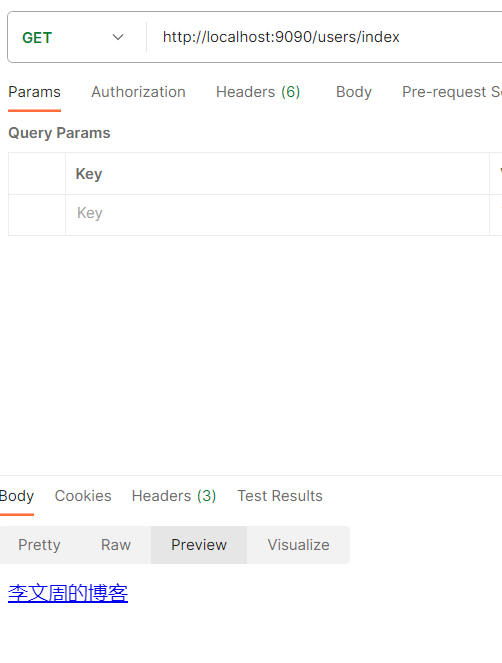 GET http://localhost:9090/users/index
Params Authorization Headers (6) Body Pre-request S
Query Params
Key
Key
Body Cookies Headers (3) Test Results
Pretty Raw Preview Visualize
李文周的博客